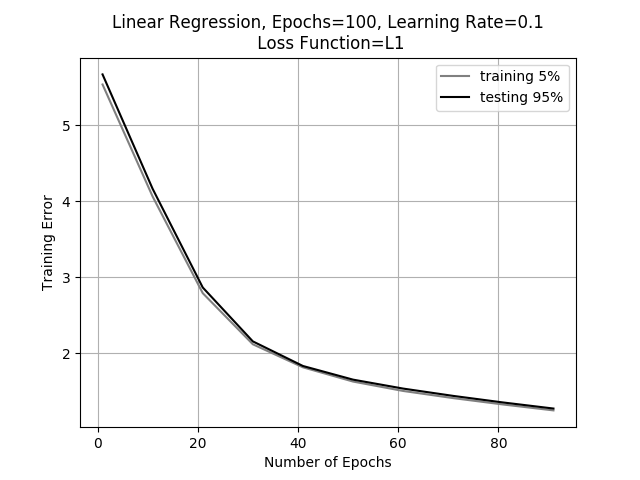 Linear Regression, Epochs=100, Learning Rate=0.1
Loss Function=L1
training 5%
testing 95%
Training Error
5
4
3
2
0 20 40 60 80
Number of Epochs